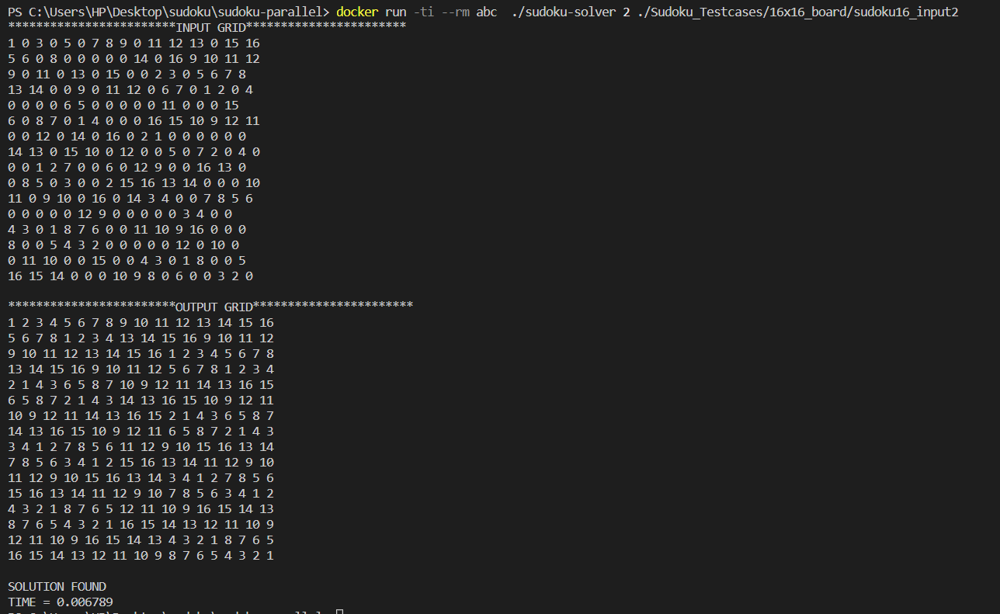 PS C:\Users\HP\Desktop\sudoku\sudoku-parallel> docker run -ti --rm abc  ./sudoku-solver 2 ./Sudoku_Testcases/16x16_board/sudoku16_input2
************************INPUT GRID***********************
1 0 3 0 5 0 7 8 9 0 11 12 13 0 15 16
5 6 0 8 0 0 0 0 0 14 0 16 9 10 11 12
9 0 11 0 13 0 15 0 0 2 3 0 5 6 7 8
13 14 0 0 9 0 11 12 0 6 7 0 1 2 0 4
0 0 0 0 6 5 0 0 0 0 0 11 0 0 0 15
6 0 8 7 0 1 4 0 0 0 16 15 10 9 12 11
0 0 12 0 14 0 16 0 2 1 0 0 0 0 0 0
14 13 0 15 10 0 12 0 0 5 0 7 2 0 4 0
0 0 1 2 7 0 0 6 0 12 9 0 0 16 13 0
0 8 5 0 3 0 0 2 15 16 13 14 0 0 0 10
11 0 9 10 0 16 0 14 3 4 0 0 7 8 5 6
0 0 0 0 0 12 9 0 0 0 0 0 3 4 0 0
4 3 0 1 8 7 6 0 0 11 10 9 16 0 0 0
8 0 0 5 4 3 2 0 0 0 0 0 12 0 10 0
0 11 10 0 0 15 0 0 4 3 0 1 8 0 0 5
16 15 14 0 0 0 10 9 8 0 6 0 0 3 2 0
************************OUTPUT GRID***********************
1 2 3 4 5 6 7 8 9 10 11 12 13 14 15 16
5 6 7 8 1 2 3 4 13 14 15 16 9 10 11 12
9 10 11 12 13 14 15 16 1 2 3 4 5 6 7 8
13 14 15 16 9 10 11 12 5 6 7 8 1 2 3 4
2 1 4 3 6 5 8 7 10 9 12 11 14 13 16 15
6 5 8 7 2 1 4 3 14 13 16 15 10 9 12 11
10 9 12 11 14 13 16 15 2 1 4 3 6 5 8 7
14 13 16 15 10 9 12 11 6 5 8 7 2 1 4 3
3 4 1 2 7 8 5 6 11 12 9 10 15 16 13 14
7 8 5 6 3 4 1 2 15 16 13 14 11 12 9 10
11 12 9 10 15 16 13 14 3 4 1 2 7 8 5 6
15 16 13 14 11 12 9 10 7 8 5 6 3 4 1 2
4 3 2 1 8 7 6 5 12 11 10 9 16 15 14 13
8 7 6 5 4 3 2 1 16 15 14 13 12 11 10 9
12 11 10 9 16 15 14 13 4 3 2 1 8 7 6 5
16 15 14 13 12 11 10 9 8 7 6 5 4 3 2 1
SOLUTION FOUND
TIME = 0.006789